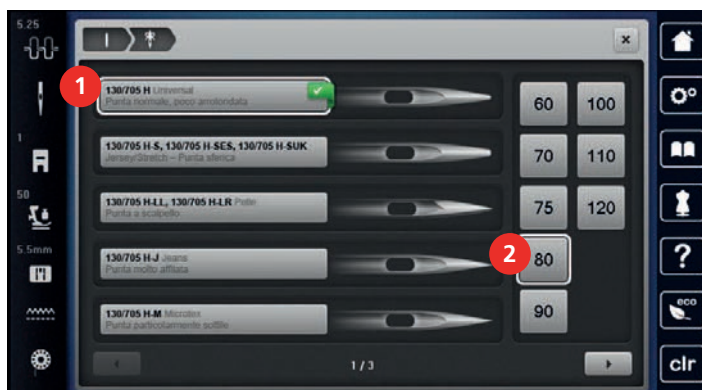 5.25
1
130/705 H Universal
Punta normale, poco arrotondata
60
100
130/705 H-S, 130/705 H-SES, 130/705 H-SUK
Jersey/Stretch – Punta sferica
70
110
50
130/705 H-LL, 130/705 H-LR Pelle
Punta a scalpello
75
120
5.5mm
130/705 H-J Jeans
Punta molto affilata
2
80
?
130/705 H-M Microtex
Punta particolarmente sottile
90
eco
1 / 3
clr
1